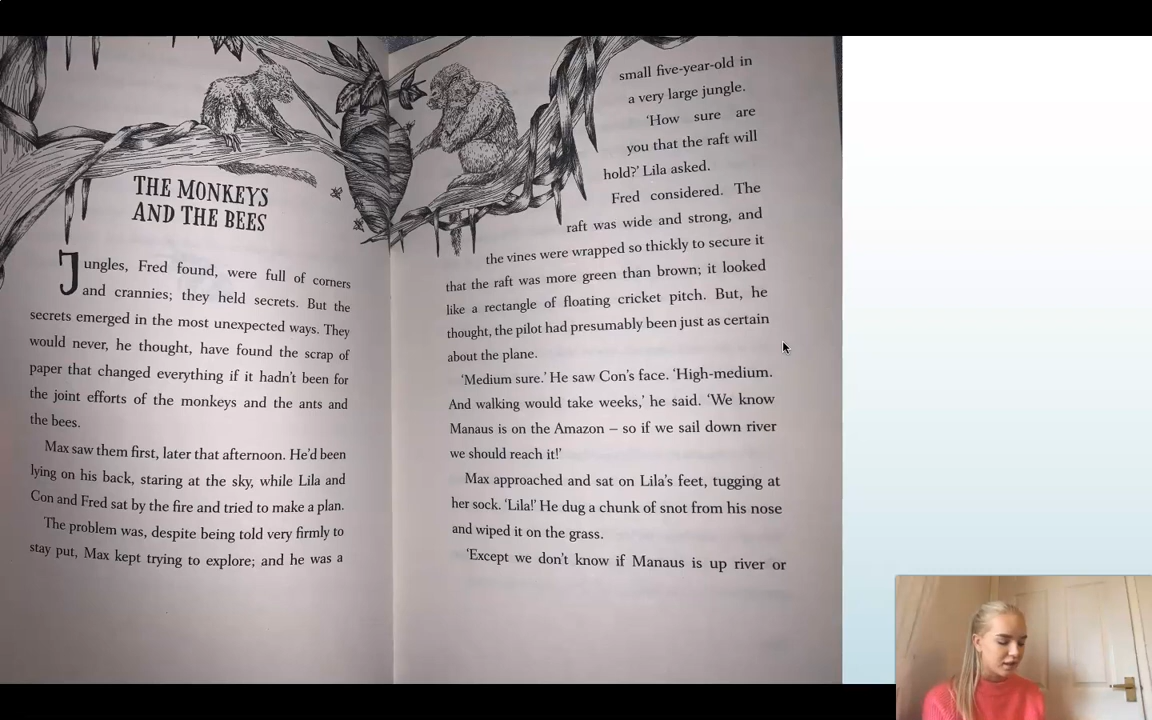 THE MONKEYS
AND THE BEES
Jungles, Fred found, were full of corners
and crannies; they held secrets. But the
secrets emerged in the most unexpected ways. They
would never, he thought, have found the scrap of
paper that changed everything if it hadn't been for
the joint efforts of the monkeys and the ants and
the bees.
Max saw them first, later that afternoon. He'd been
lying on his back, staring at the sky, while Lila and
Con and Fred sat by the fire and tried to make a plan.
The problem was, despite being told very firmly to
stay put, Max kept trying to explore; and he was a
small five-year-old in
a very large jungle.
'How sure are
you that the raft will
hold?' Lila asked.
Fred considered. The
raft was wide and strong, and
the vines were wrapped so thickly to secure it
that the raft was more green than brown; it looked
like a rectangle of floating cricket pitch. But, he
thought, the pilot had presumably been just as certain
about the plane.
'Medium sure.' He saw Con's face. 'High-medium.
And walking would take weeks,' he said. 'We know
Manaus is on the Amazon – so if we sail down river
we should reach it!'
Max approached and sat on Lila's feet, tugging at
her sock. 'Lila!' He dug a chunk of snot from his nose
and wiped it on the grass.
'Except we don't know if Manaus is up river or